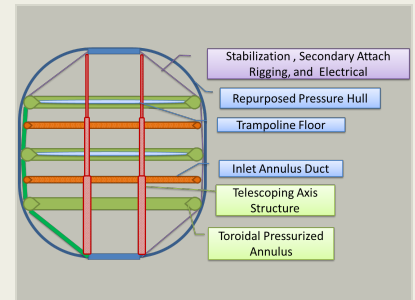 Stabilization , Secondary Attach
Rigging, and Electrical
Repurposed Pressure Hull
Trampoline Floor
Inlet Annulus Duct
Telescoping Axis
Structure
Toroidal Pressurized
Annulus